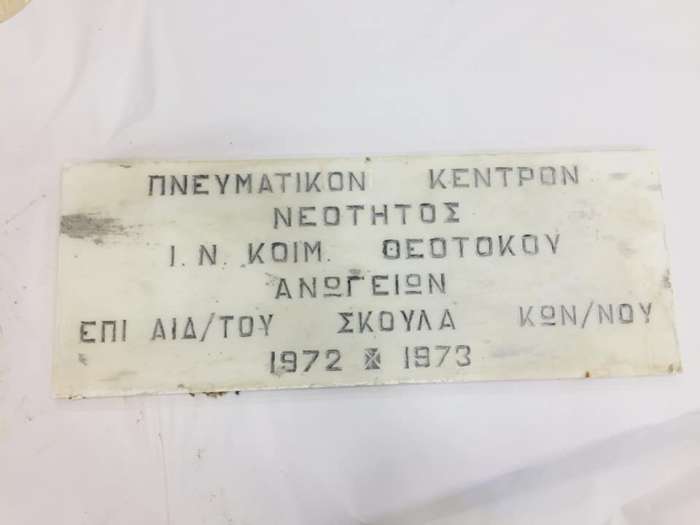 ΠΝΕΥΜΑΤΙΚΟΝ ΚΕΝΤΡΟΝ
ΝΕΟΤΗΤΟΣ
Ι. Ν. ΚΟΙΜ. ΘΕΟΤΟΚΟΥ
ΑΝΩΓΕΙΩΝ
ΕΠΙ ΑΙΔ/ΤΟΥ ΣΚΟΥΛΑ ΚΩΝ/ΝΟΥ
1972 ✠ 1973